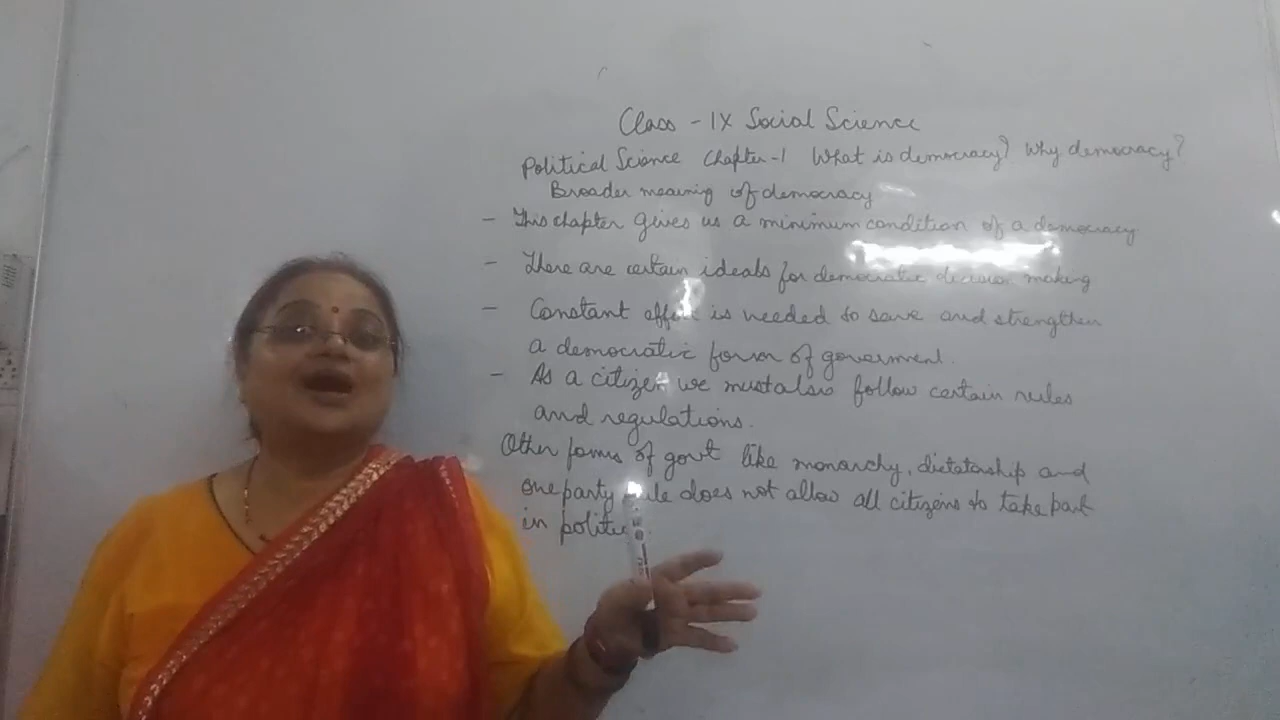 Class - IX Social Science
Political Science Chapter-1 What is democracy? Why democracy?
Broader meaning of democracy
- This chapter gives us a minimum condition of a democracy
- There are certain ideals for democratic decision making
- Constant effort is needed to save and strengthen
a democratic form of goverment.
- As a citizen we must also follow certain rules
and regulations.
Other forms of govt like monarchy, dictatorship and
one party rule does not allow all citizens to take part
in